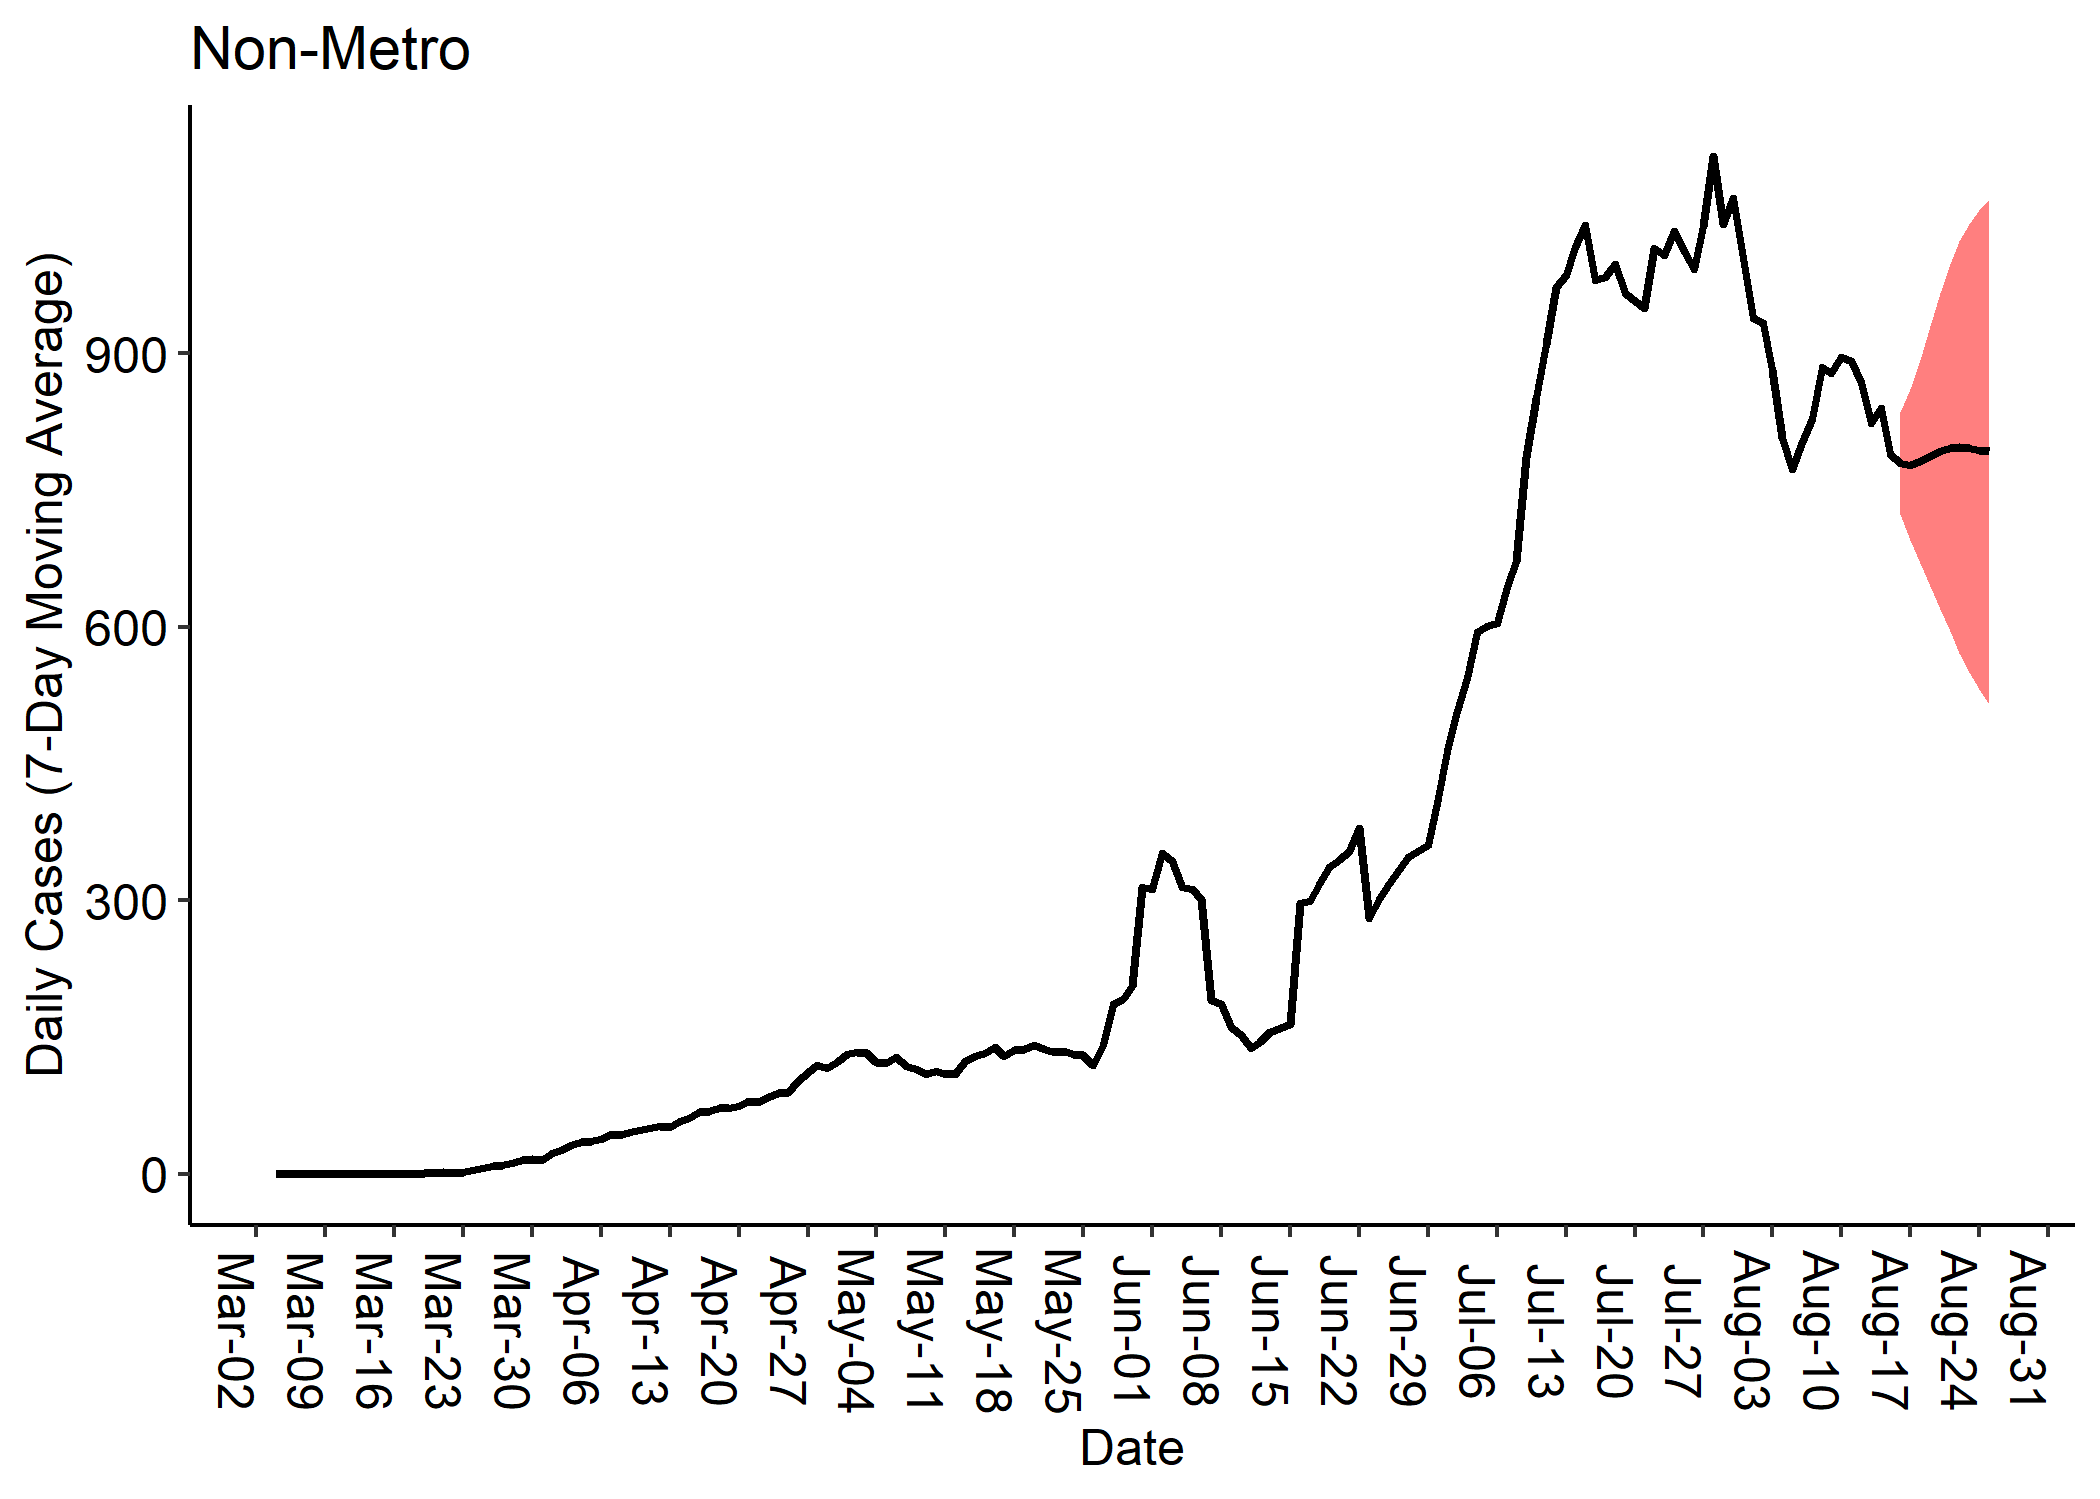 Non-Metro
Daily Cases (7-Day Moving Average)
900
600
300
0
Mar-02
Mar-09
Mar-16
Mar-23
Mar-30
Apr-06
Apr-13
Apr-20
Apr-27
May-04
May-11
May-18
May-25
Jun-01
Jun-08
Jun-15
Jun-22
Jun-29
Jul-06
Jul-13
Jul-20
Jul-27
Aug-03
Aug-10
Aug-17
Aug-24
Aug-31
Date